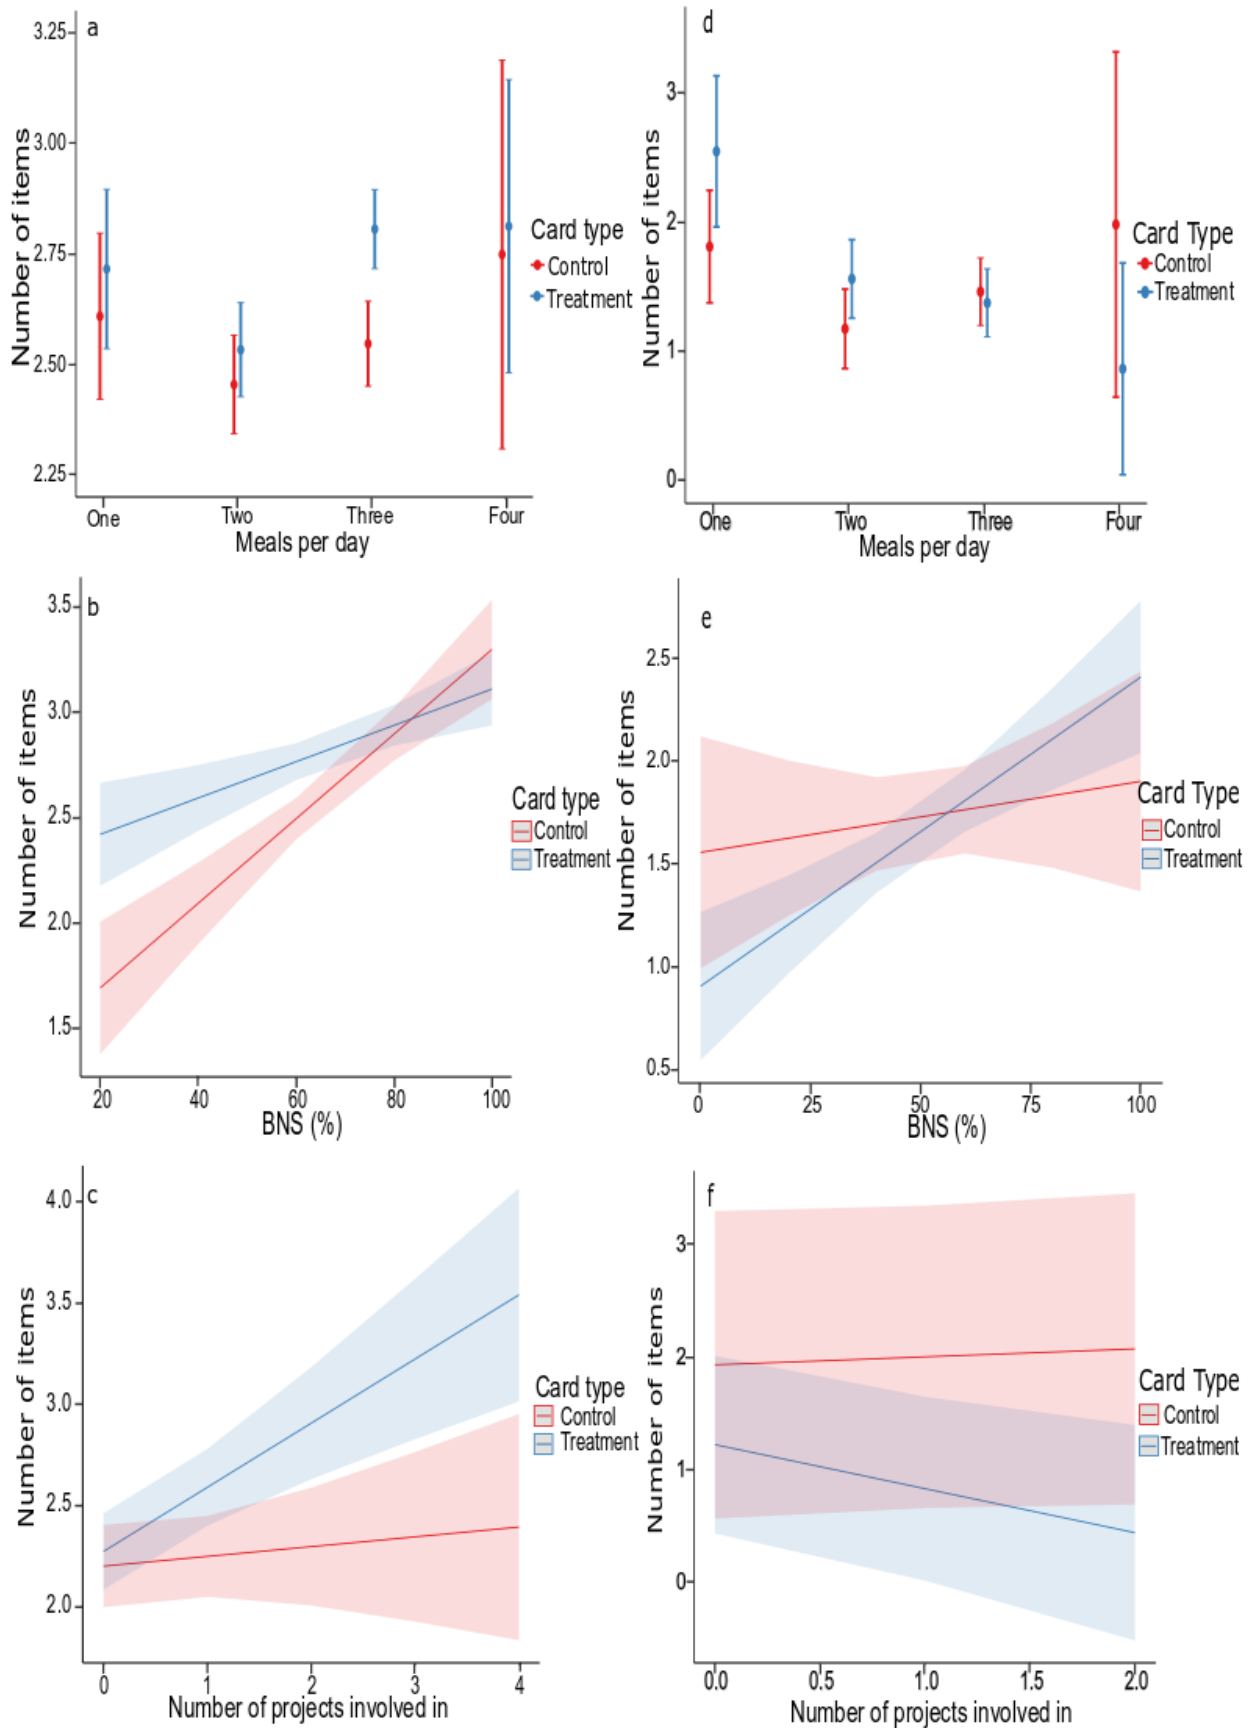 a
3.25
3.00
2.75
2.50
2.25
Number of items
One Two Three Four
Meals per day
Card type
Control
Treatment
d
3
2
1
0
Number of items
One Two Three Four
Meals per day
Card Type
Control
Treatment
b
3.5
3.0
2.5
2.0
1.5
Number of items
20 40 60 80 100
BNS (%)
Card type
Control
Treatment
e
2.5
2.0
1.5
1.0
0.5
Number of items
0 25 50 75 100
BNS (%)
Card Type
Control
Treatment
c
4.0
3.5
3.0
2.5
2.0
Number of items
0 1 2 3 4
Number of projects involved in
Card type
Control
Treatment
f
3
2
1
0
Number of items
0.0 0.5 1.0 1.5 2.0
Number of projects involved in
Card Type
Control
Treatment